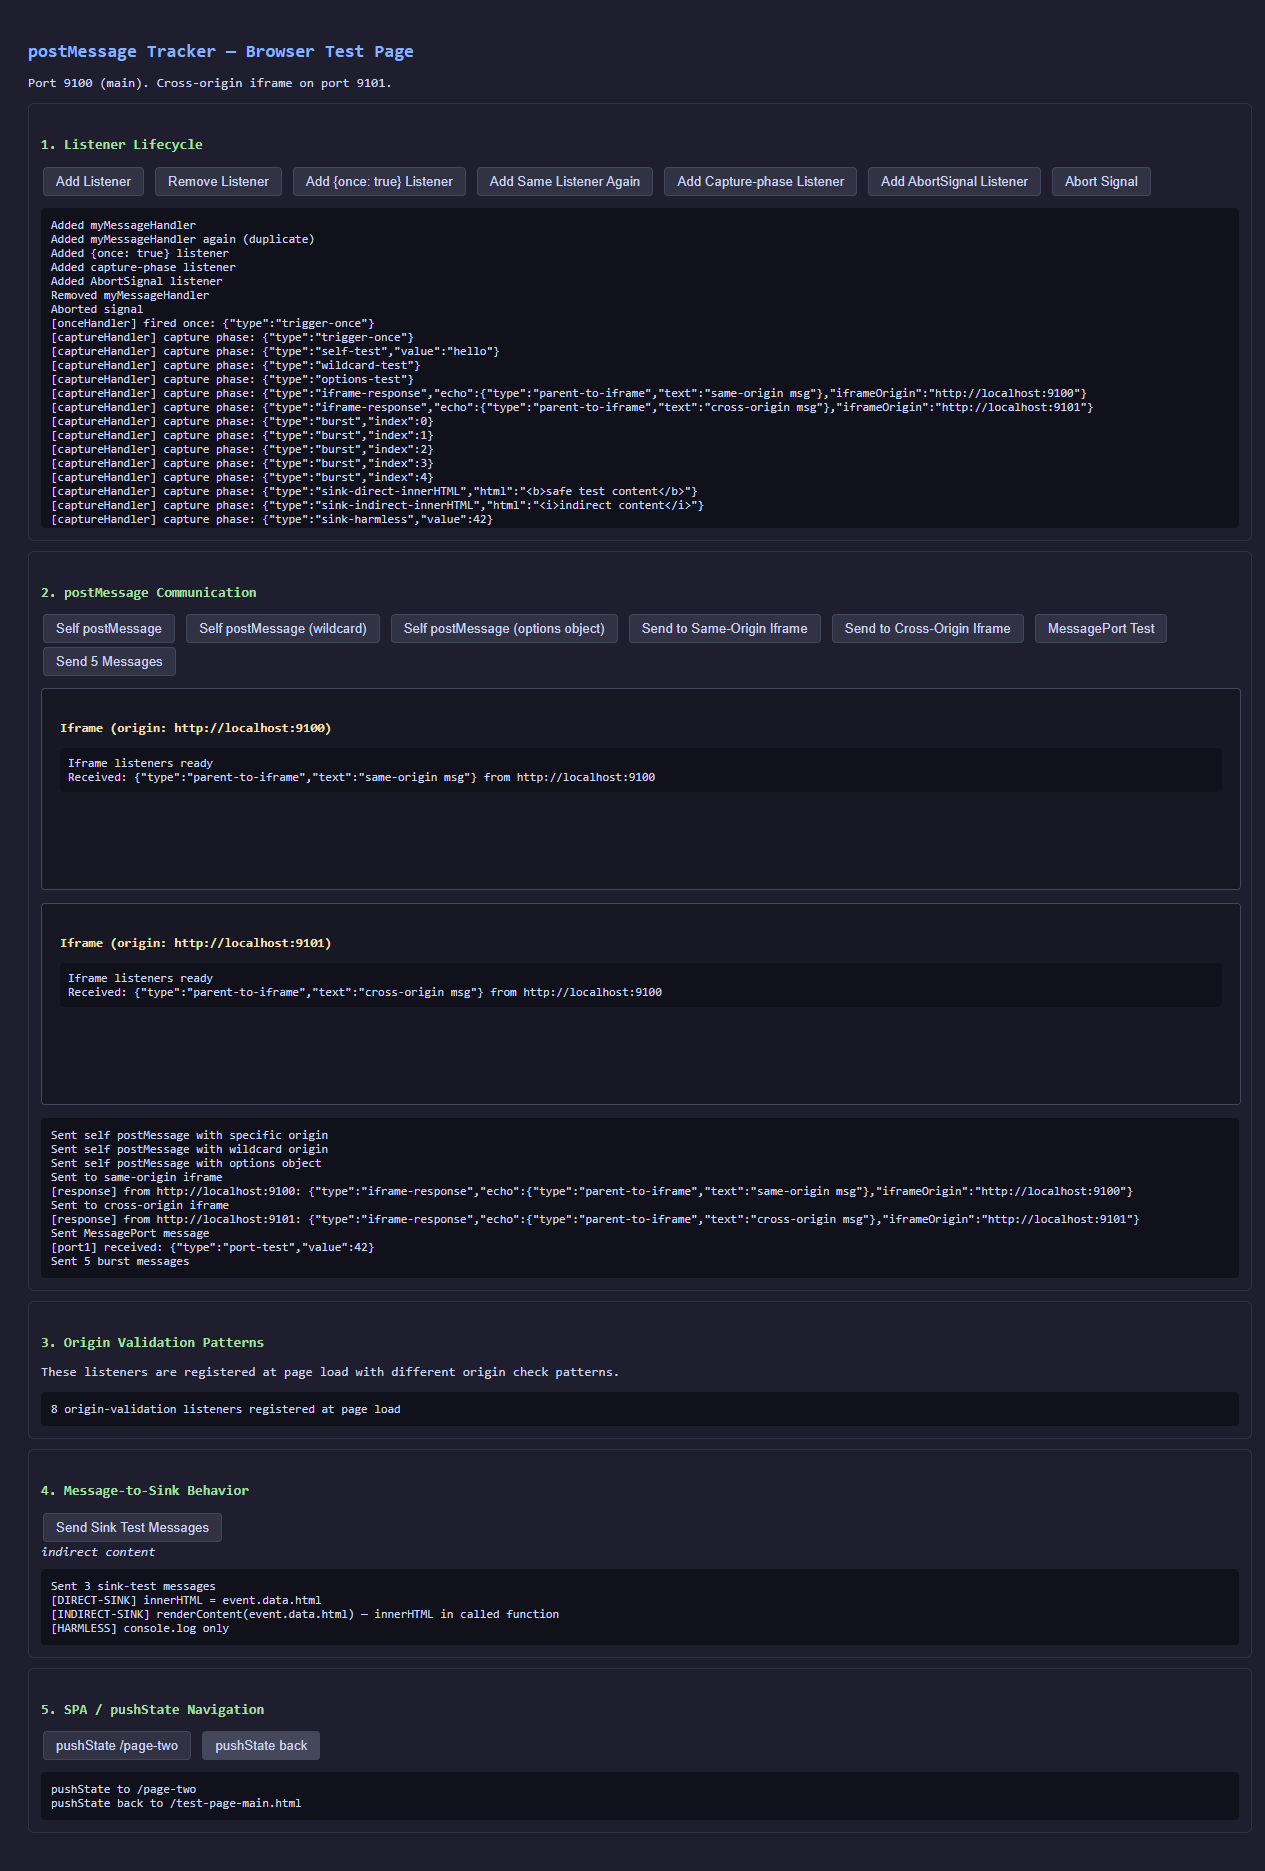 postMessage Tracker — Browser Test Page
Port 9100 (main). Cross-origin iframe on port 9101.
1. Listener Lifecycle
Add Listener
Remove Listener
Add {once: true} Listener
Add Same Listener Again
Add Capture-phase Listener
Add AbortSignal Listener
Abort Signal
Added myMessageHandler
Added myMessageHandler again (duplicate)
Added {once: true} listener
Added capture-phase listener
Added AbortSignal listener
Removed myMessageHandler
Aborted signal
[onceHandler] fired once: {"type":"trigger-once"}
[captureHandler] capture phase: {"type":"trigger-once"}
[captureHandler] capture phase: {"type":"self-test","value":"hello"}
[captureHandler] capture phase: {"type":"wildcard-test"}
[captureHandler] capture phase: {"type":"options-test"}
[captureHandler] capture phase: {"type":"iframe-response","echo":{"type":"parent-to-iframe","text":"same-origin msg"},"iframeOrigin":"http://localhost:9100"}
[captureHandler] capture phase: {"type":"iframe-response","echo":{"type":"parent-to-iframe","text":"cross-origin msg"},"iframeOrigin":"http://localhost:9101"}
[captureHandler] capture phase: {"type":"burst","index":0}
[captureHandler] capture phase: {"type":"burst","index":1}
[captureHandler] capture phase: {"type":"burst","index":2}
[captureHandler] capture phase: {"type":"burst","index":3}
[captureHandler] capture phase: {"type":"burst","index":4}
[captureHandler] capture phase: {"type":"sink-direct-innerHTML","html":"<b>safe test content</b>"}
[captureHandler] capture phase: {"type":"sink-indirect-innerHTML","html":"<i>indirect content</i>"}
[captureHandler] capture phase: {"type":"sink-harmless","value":42}
2. postMessage Communication
Self postMessage
Self postMessage (wildcard)
Self postMessage (options object)
Send to Same-Origin Iframe
Send to Cross-Origin Iframe
MessagePort Test
Send 5 Messages
Iframe (origin: http://localhost:9100)
Iframe listeners ready
Received: {"type":"parent-to-iframe","text":"same-origin msg"} from http://localhost:9100
Iframe (origin: http://localhost:9101)
Iframe listeners ready
Received: {"type":"parent-to-iframe","text":"cross-origin msg"} from http://localhost:9100
Sent self postMessage with specific origin
Sent self postMessage with wildcard origin
Sent self postMessage with options object
Sent to same-origin iframe
[response] from http://localhost:9100: {"type":"iframe-response","echo":{"type":"parent-to-iframe","text":"same-origin msg"},"iframeOrigin":"http://localhost:9100"}
Sent to cross-origin iframe
[response] from http://localhost:9101: {"type":"iframe-response","echo":{"type":"parent-to-iframe","text":"cross-origin msg"},"iframeOrigin":"http://localhost:9101"}
Sent MessagePort message
[port1] received: {"type":"port-test","value":42}
Sent 5 burst messages
3. Origin Validation Patterns
These listeners are registered at page load with different origin check patterns.
8 origin-validation listeners registered at page load
4. Message-to-Sink Behavior
Send Sink Test Messages
indirect content
Sent 3 sink-test messages
[DIRECT-SINK] innerHTML = event.data.html
[INDIRECT-SINK] renderContent(event.data.html) — innerHTML in called function
[HARMLESS] console.log only
5. SPA / pushState Navigation
pushState /page-two
pushState back
pushState to /page-two
pushState back to /test-page-main.html